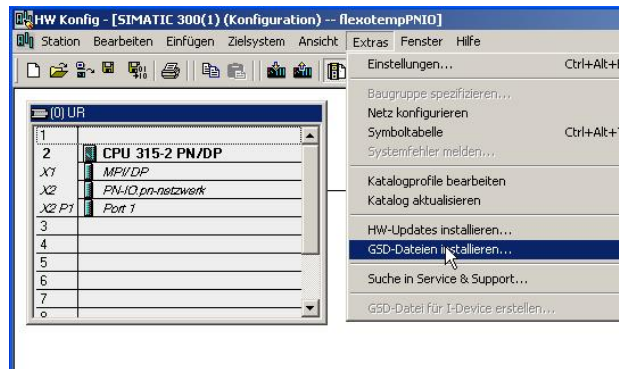 HW Konfig - [SIMATIC 300(1) (Konfiguration) -- flexotempPNIO]
Station Bearbeiten Einfügen Zielsystem Ansicht Extras Fenster Hilfe
Einstellungen... Ctrl+Alt+
Baugruppe spezifizieren...
Netz konfigurieren
Symboltabelle Ctrl+Alt+
Systemfehler melden...
Katalogprofile bearbeiten
Katalog aktualisieren
HW-Updates installieren...
GSD-Dateien installieren...
Suche in Service & Support...
GSD-Datei für I-Device erstellen...
(0) UR
1
2 CPU 315-2 PN/DP
X1 MPI/DP
X2 PN-IO.pn-netzwerk
X2 P1 Port 1
3
4
5
6
7